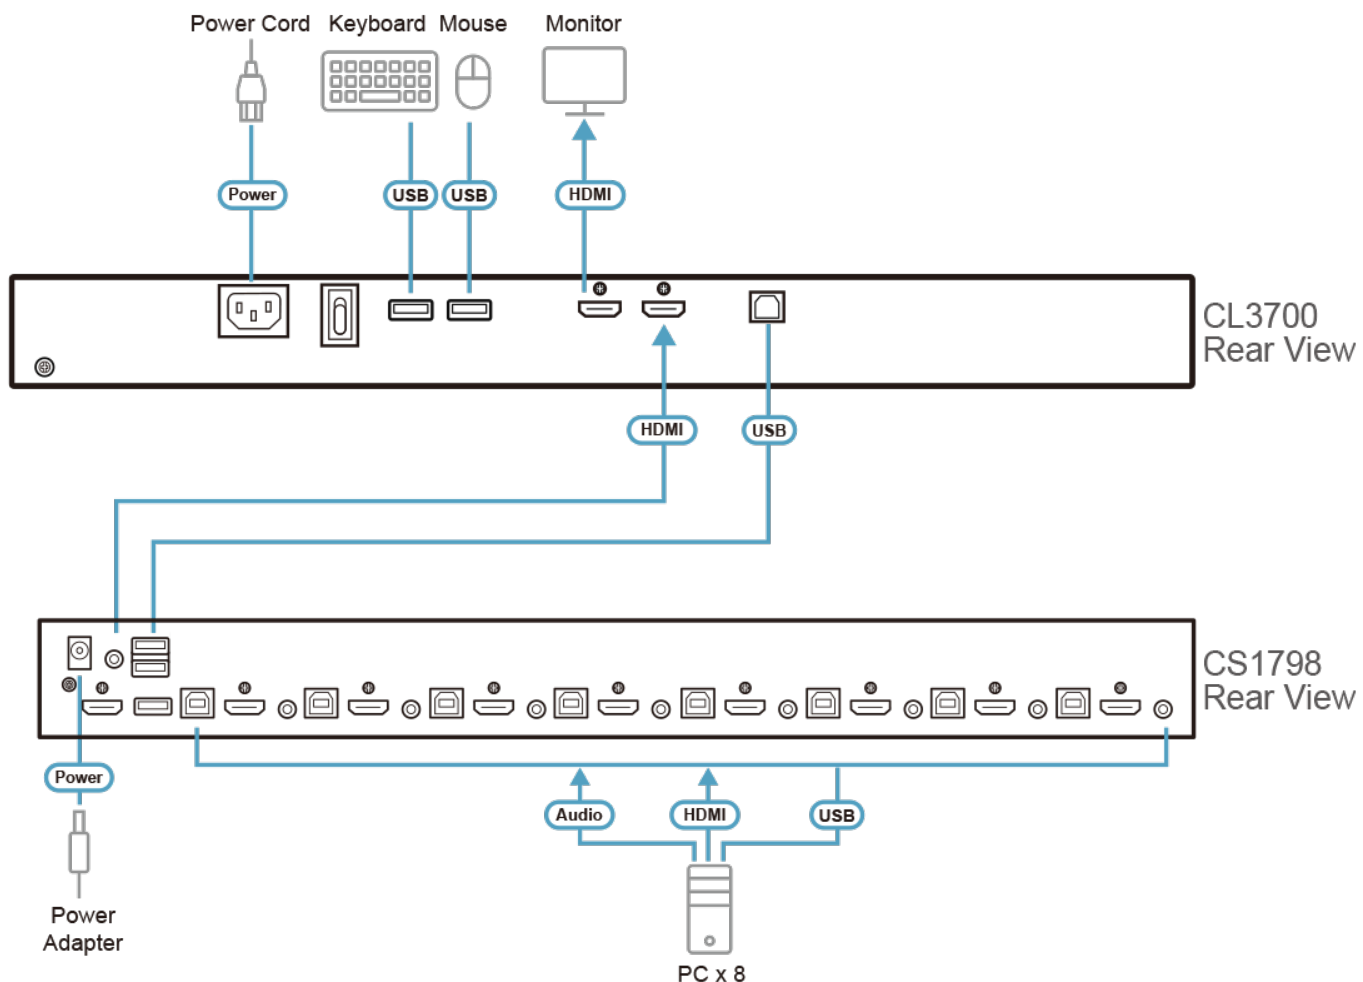 Power Cord
Keyboard
Mouse
Monitor
Power
USB
USB
HDMI
CL3700
Rear View
HDMI
USB
CS1798
Rear View
Power
Audio
HDMI
USB
Power
Adapter
PC x 8